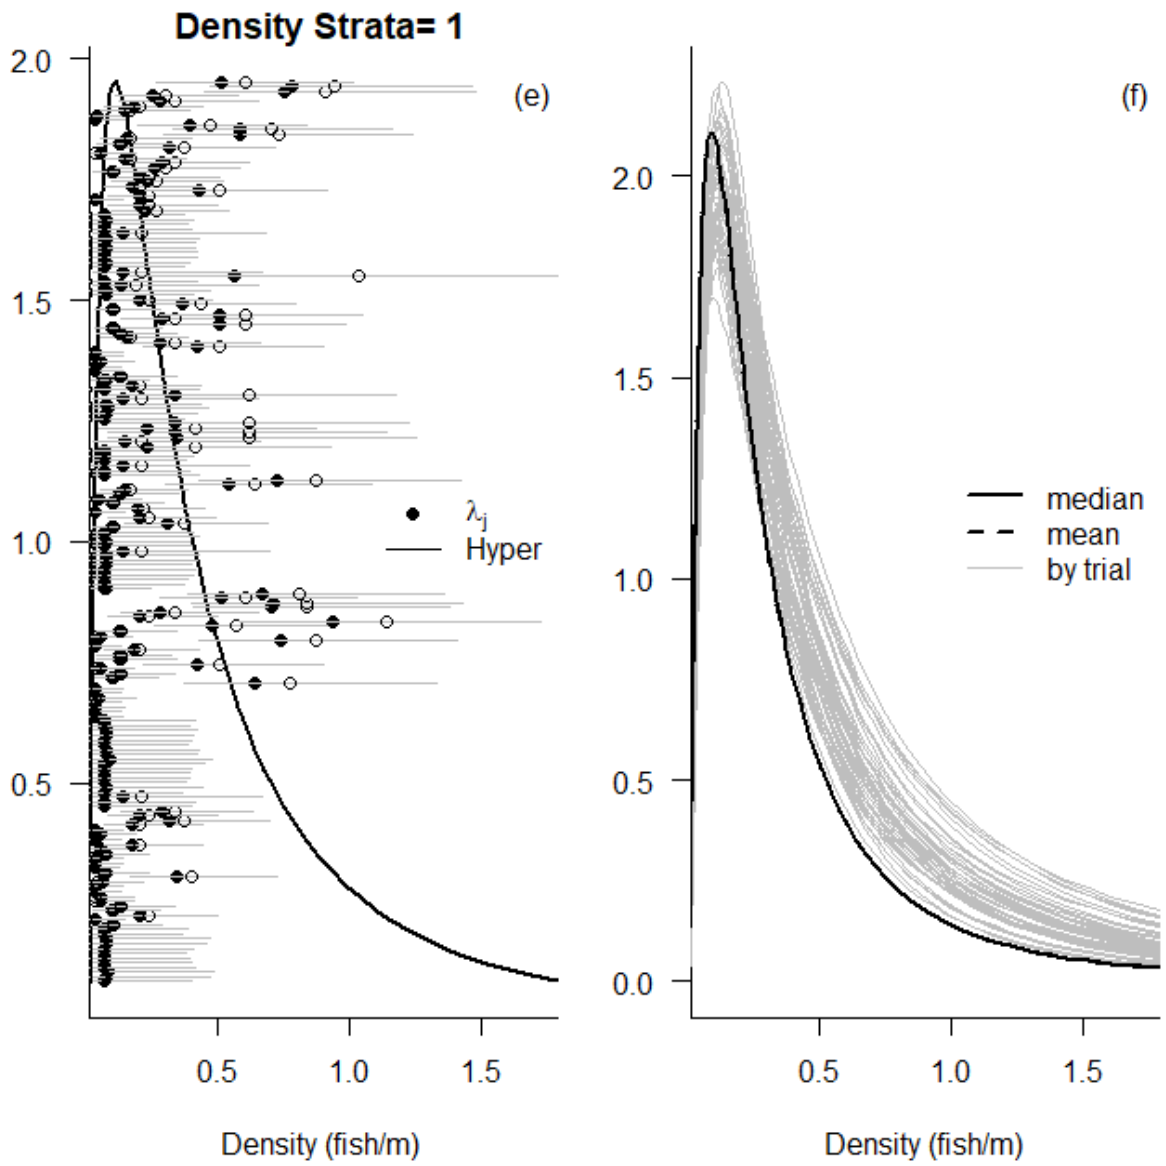 Density Strata= 1
(e)
2.0
1.5
1.0
0.5
λj
Hyper
0.5 1.0 1.5
Density (fish/m)
(f)
2.0
1.5
1.0
0.5
0.0
median
mean
by trial
0.5 1.0 1.5
Density (fish/m)